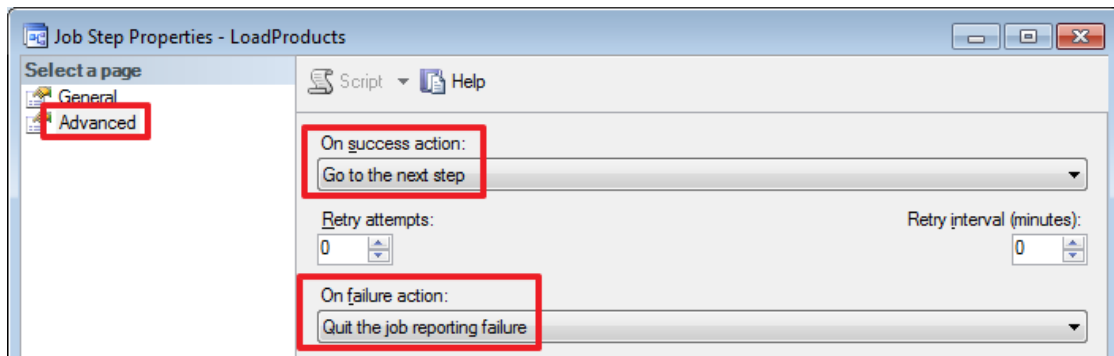 Job Step Properties - LoadProducts
Select a page
General
Advanced
Script Help
On success action:
Go to the next step
Retry attempts: Retry interval (minutes):
0 0
On failure action:
Quit the job reporting failure